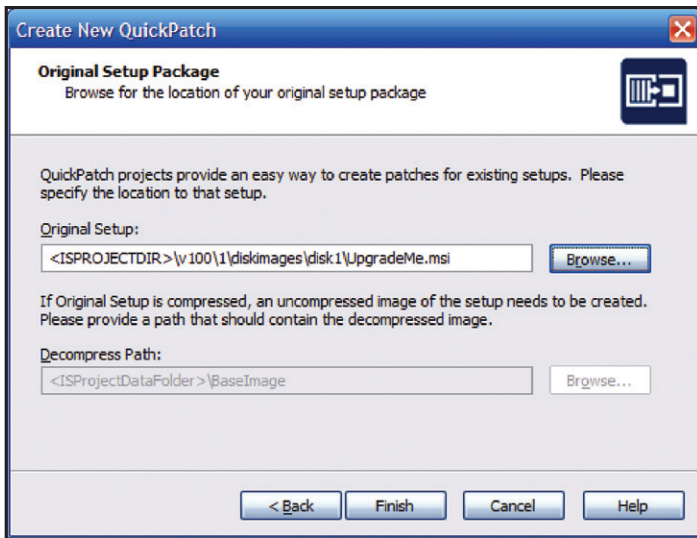 Create New QuickPatch
Original Setup Package
Browse for the location of your original setup package
QuickPatch projects provide an easy way to create patches for existing setups. Please
specify the location to that setup.
Original Setup:
<ISPROJECTDIR>\v100\1\diskimages\disk1\UpgradeMe.msi
Browse...
If Original Setup is compressed, an uncompressed image of the setup needs to be created.
Please provide a path that should contain the decompressed image.
Decompress Path:
<ISProjectDataFolder>\BaseImage
Browse...
< Back
Finish
Cancel
Help